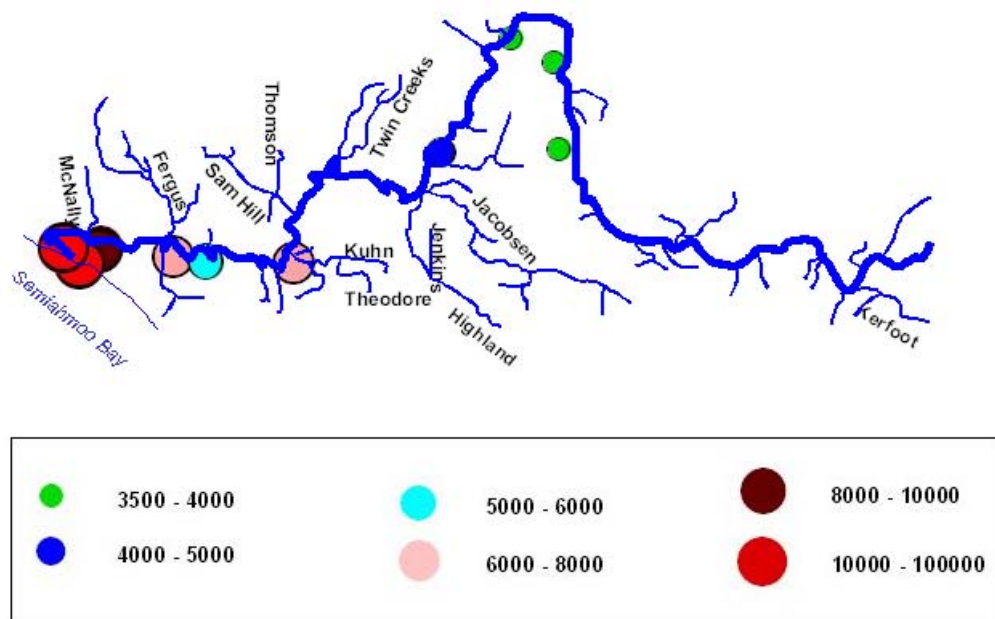 Twin Creeks
Thomson
Fergus
McNally
Sam Hill
Jacobsen
Jenkins
Kuhn
Theodore
Semiahmoo Bay
Highland
Kerfoot
3500 - 4000
5000 - 6000
8000 - 10000
4000 - 5000
6000 - 8000
10000 - 100000